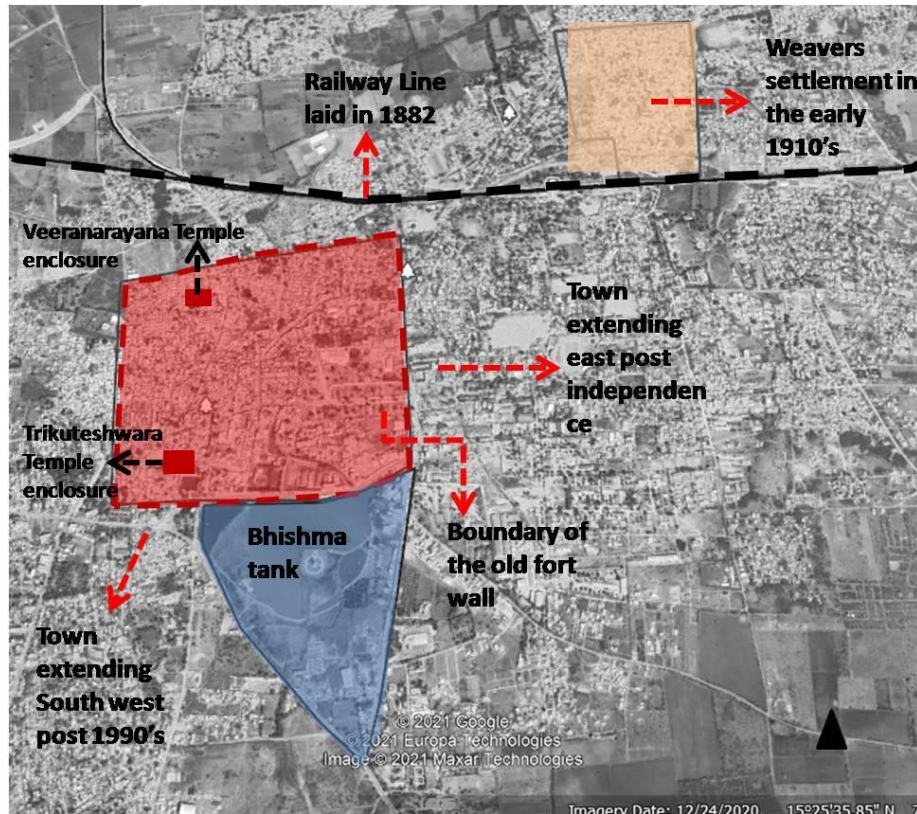 Weavers
settlement in
the early
1910's
Railway Line
laid in 1882
Veeranarayana Temple
enclosure
Town
extending
east post
independen
ce
Trikuteshwara
Temple
enclosure
Bhishma
tank
Boundary of
the old fort
wall
Town
extending
South west
post 1990's
© 2021 Google
© 2021 Europa Technologies
Image © 2021 Maxar Technologies
Imagery Date: 12/24/2020 15°25'35.85" N